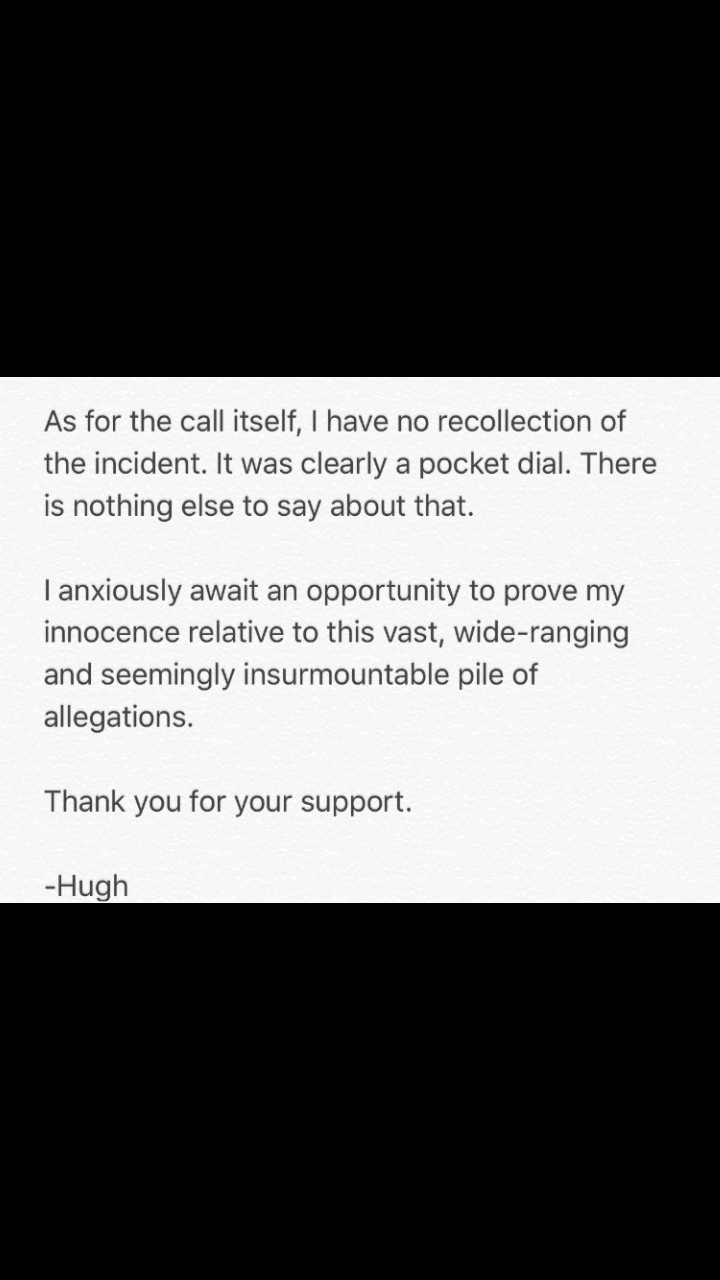 As for the call itself, I have no recollection of
the incident. It was clearly a pocket dial. There
is nothing else to say about that.
I anxiously await an opportunity to prove my
innocence relative to this vast, wide-ranging
and seemingly insurmountable pile of
allegations.
Thank you for your support.
-Hugh